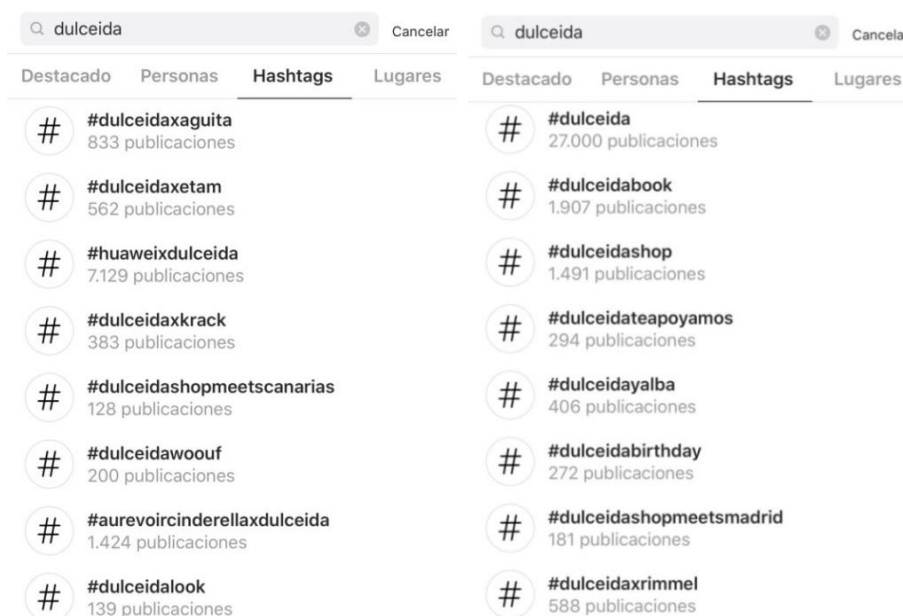 dulceida
Cancelar
Destacado Personas Hashtags Lugares
#dulceidaxaguita
833 publicaciones
#dulceidaxetam
562 publicaciones
#huaweixdulceida
7.129 publicaciones
#dulceidaxkrack
383 publicaciones
#dulceidashopmeetscanarias
128 publicaciones
#dulceidawoouf
200 publicaciones
#aurevoircinderellaxdulceida
1.424 publicaciones
#dulceidalook
139 publicaciones
dulceida
Cancela
Destacado Personas Hashtags Lugares
#dulceida
27.000 publicaciones
#dulceidabook
1.907 publicaciones
#dulceidashop
1.491 publicaciones
#dulceidateapoyamos
294 publicaciones
#dulceidayalba
406 publicaciones
#dulceidabirthday
272 publicaciones
#dulceidashopmeetsmadrid
181 publicaciones
#dulceidaxrimmel
588 publicaciones